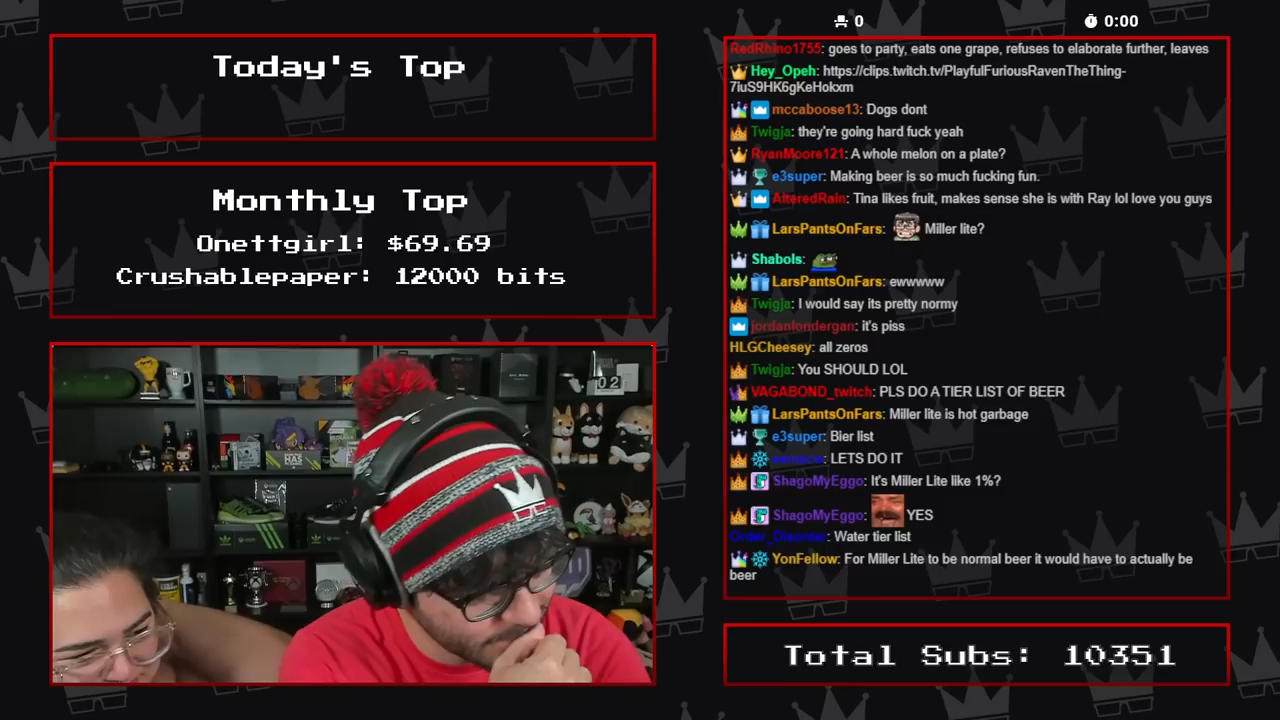 Today's Top
Monthly Top
Onettgirl: $69.69
Crushablepaper: 12000 bits
0
0:00
RedRhino1755: goes to party, eats one grape, refuses to elaborate further, leaves
Hey_Opeh: https://clips.twitch.tv/PlayfulFuriousRavenTheThing-
7iuS9HK6gKeHokxm
mccaboose13: Dogs dont
Twigja: they're going hard fuck yeah
RyanMoore121: A whole melon on a plate?
e3super: Making beer is so much fucking fun.
AlteredRain: Tina likes fruit, makes sense she is with Ray lol love you guys
LarsPantsOnFars: Miller lite?
Shabols:
LarsPantsOnFars: ewwwww
Twigja: I would say its pretty normy
jordanlondergan: it's piss
HLGCheesey: all zeros
Twigja: You SHOULD LOL
VAGABOND_twitch: PLS DO A TIER LIST OF BEER
LarsPantsOnFars: Miller lite is hot garbage
e3super: Bier list
: LETS DO IT
ShagoMyEggo: It's Miller Lite like 1%?
ShagoMyEggo: YES
Order_Disorder: Water tier list
YonFellow: For Miller Lite to be normal beer it would have to actually be
beer
Total Subs: 10351
02
HAS